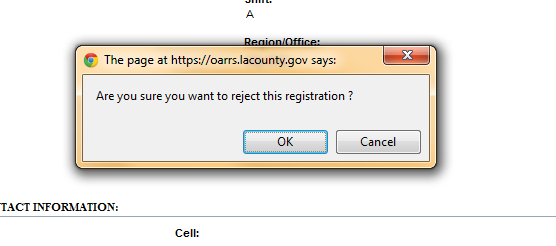 Shift:
A
Region/Office:
The page at https://oarrs.lacounty.gov says:
Are you sure you want to reject this registration ?
OK
Cancel
TACT INFORMATION:
Cell: